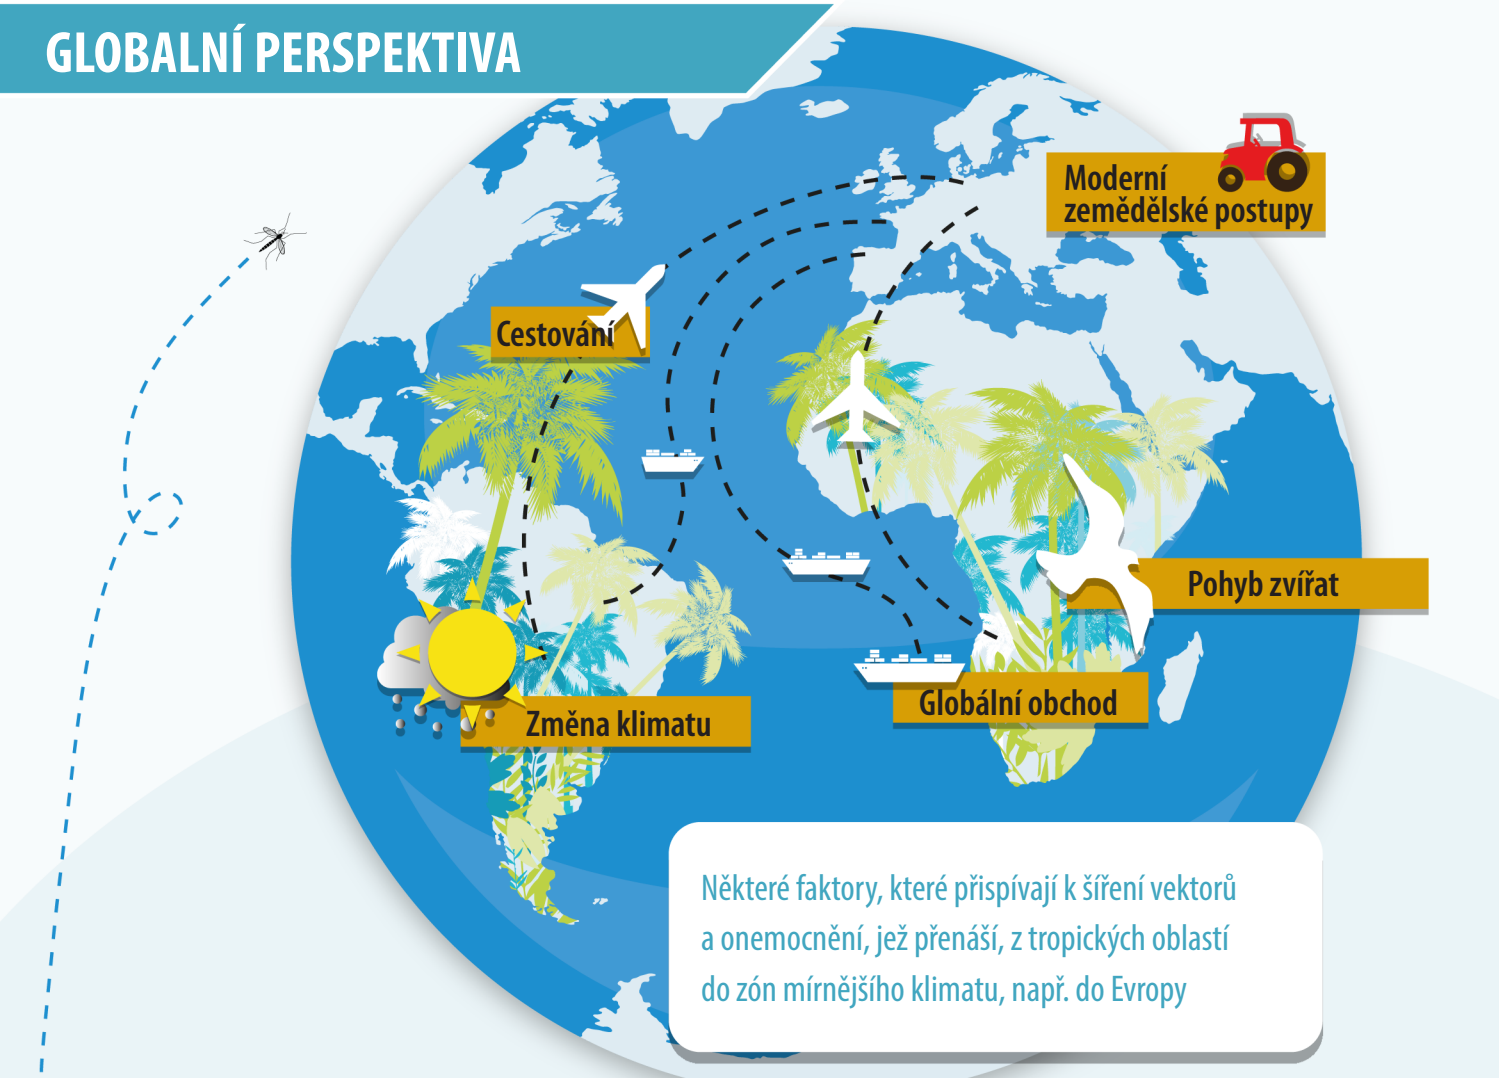 GLOBALNÍ PERSPEKTIVA
Moderní
zemědělské postupy
Cestování
Pohyb zvířat
Globální obchod
Změna klimatu
Některé faktory, které přispívají k šíření vektorů
a onemocnění, jež přenáší, z tropických oblastí
do zón mírnějšího klimatu, např. do Evropy